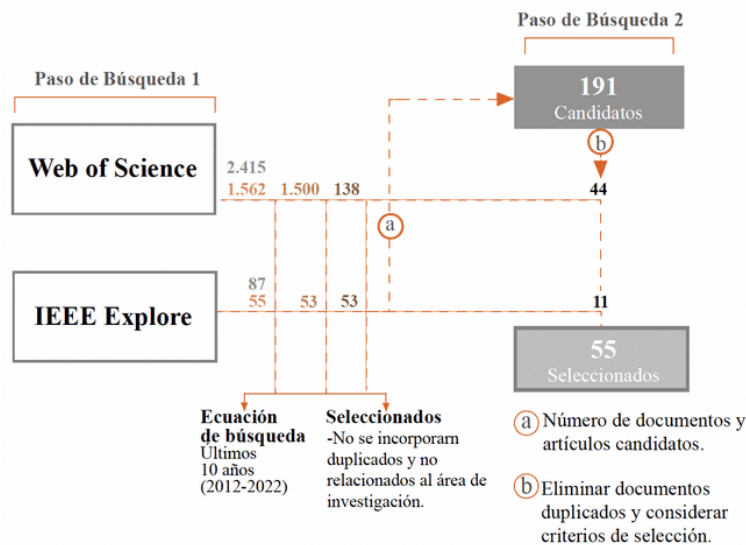 Paso de Búsqueda 1
Paso de Búsqueda 2
191
Candidatos
b
Web of Science
2.415
1.562 1.500 138 44
a
IEEE Explore
87
55 53 53 11
55
Seleccionados
Ecuación
de búsqueda
Últimos
10 años
(2012-2022)
Seleccionados
-No se incorporarn
duplicados y no
relacionados al área de
investigación.
a Número de documentos y
artículos candidatos.
b Eliminar documentos
duplicados y considerar
criterios de selección.